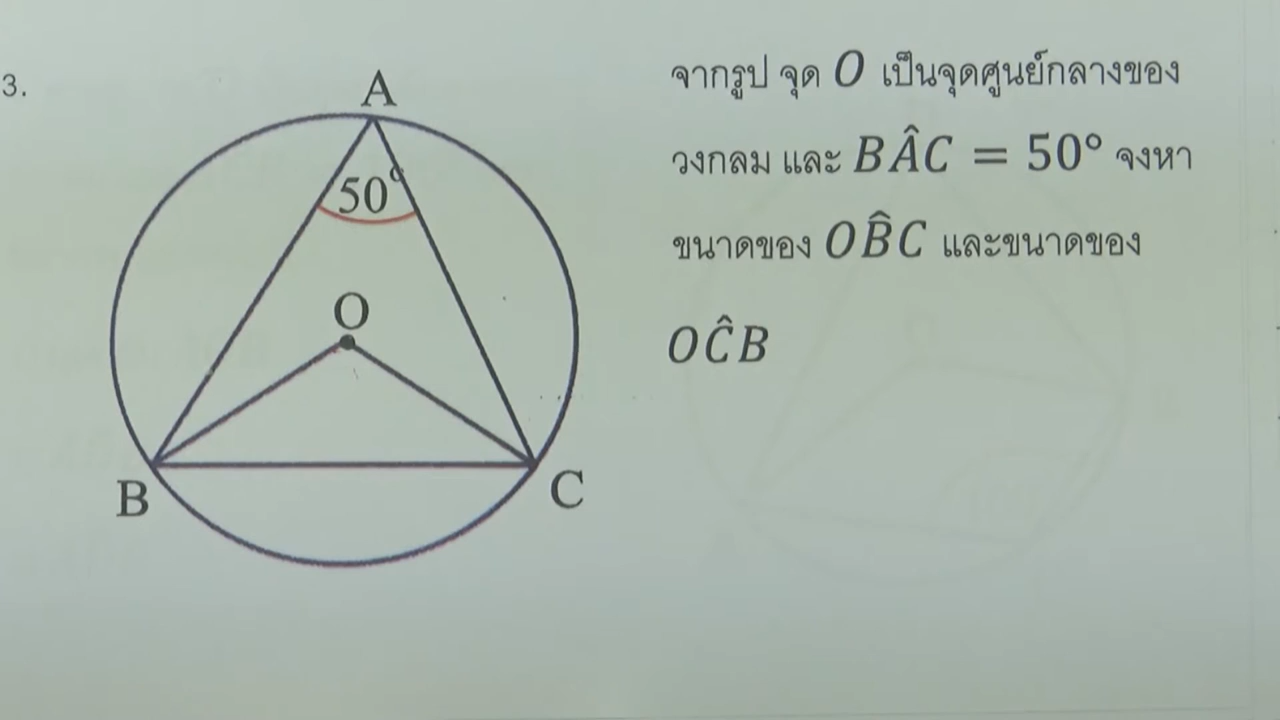 3.
จากรูป จุด O เป็นจุดศูนย์กลางของ
วงกลม และ BÂC = 50° จงหา
ขนาดของ OB̂C และขนาดของ
OĈB
A
50°
O
B
C